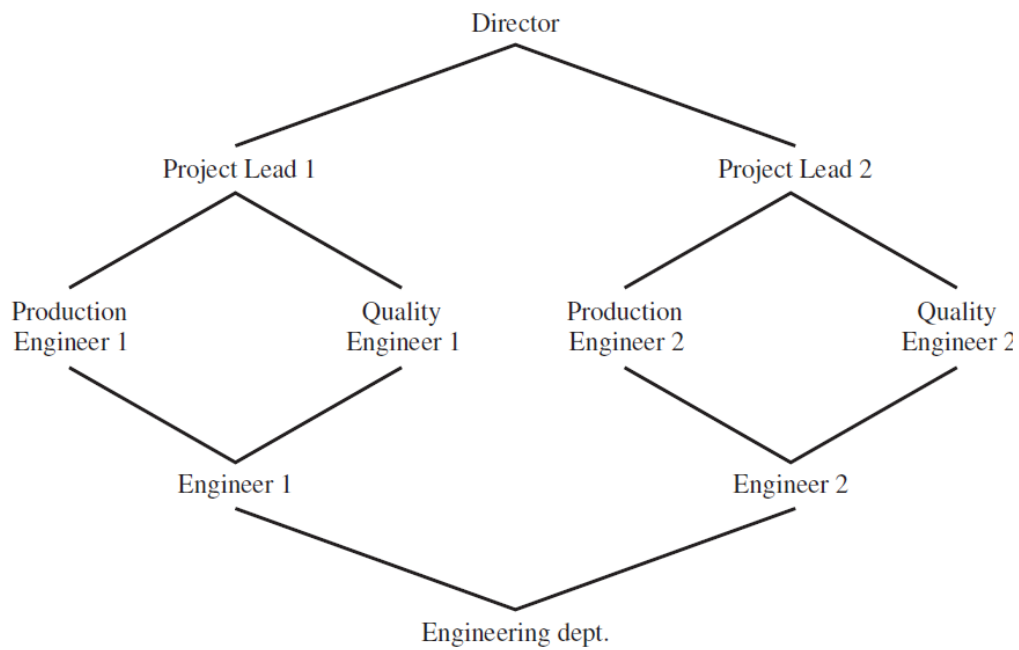 Director
Project Lead 1
Project Lead 2
Production
Engineer 1
Quality
Engineer 1
Production
Engineer 2
Quality
Engineer 2
Engineer 1
Engineer 2
Engineering dept.